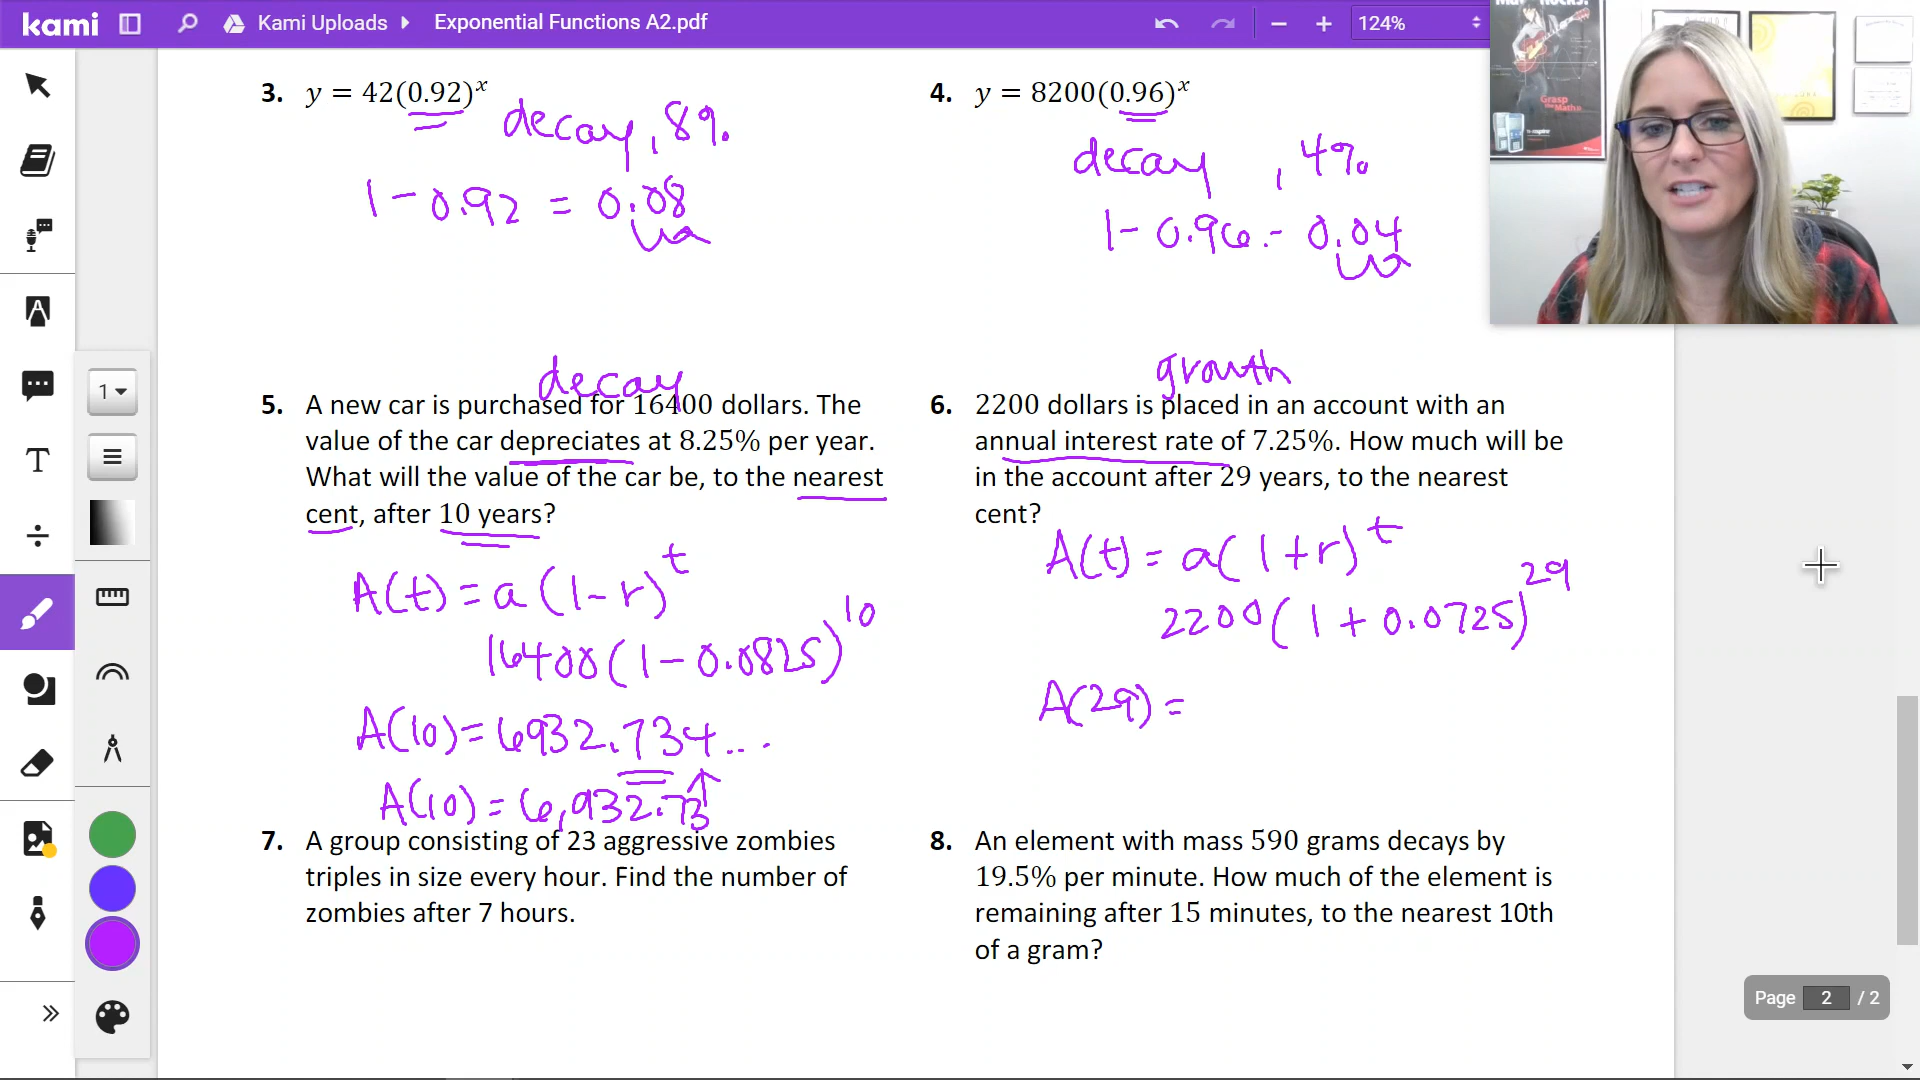 kami Kami Uploads Exponential Functions A2.pdf 124%
3. y = 42(0.92)^x
decay, 8%
1 - 0.92 = 0.08
4. y = 8200(0.96)^x
decay, 4%
1 - 0.96 = 0.04
Grasp
the Maths
decay
5. A new car is purchased for 16400 dollars. The
value of the car depreciates at 8.25% per year.
What will the value of the car be, to the nearest
cent, after 10 years?
A(t) = a(1-r)^t
16400(1-0.0825)^10
A(10)=6932.734...
A(10)=6,932.73
growth
6. 2200 dollars is placed in an account with an
annual interest rate of 7.25%. How much will be
in the account after 29 years, to the nearest
cent?
A(t) = a(1+r)^t
2200(1+0.0725)^29
A(29)=
7. A group consisting of 23 aggressive zombies
triples in size every hour. Find the number of
zombies after 7 hours.
8. An element with mass 590 grams decays by
19.5% per minute. How much of the element is
remaining after 15 minutes, to the nearest 10th
of a gram?
1
T
Page 2 / 2